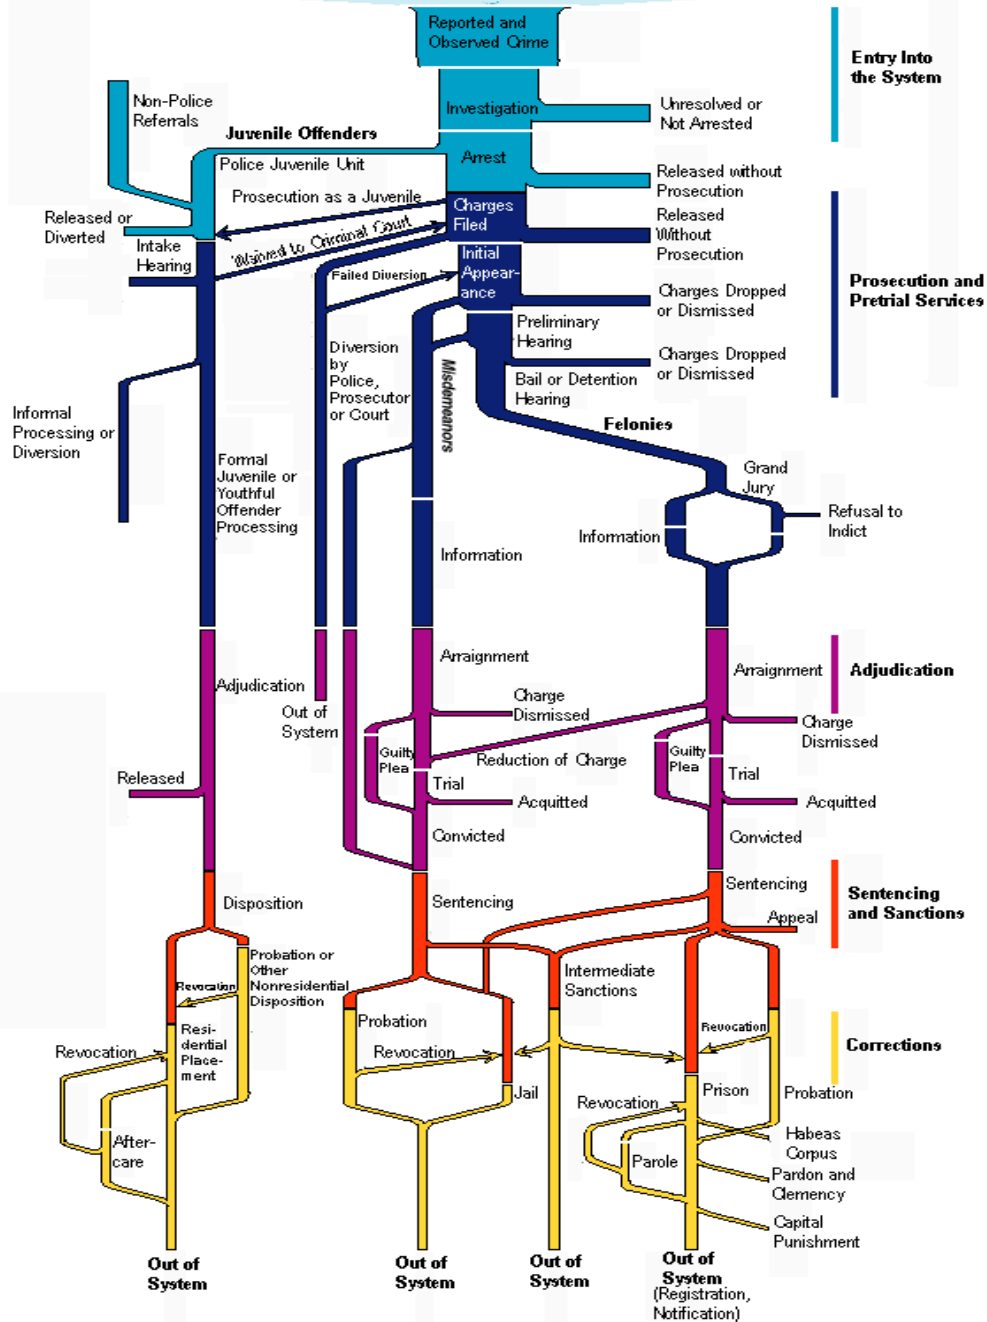 Reported and
Observed Crime
Entry Into
the System
Non-Police
Referrals
Investigation
Unresolved or
Not Arrested
Juvenile Offenders
Police Juvenile Unit
Arrest
Released without
Prosecution
Prosecution as a Juvenile
Charges
Filed
Released
Without
Prosecution
Released or
Diverted
Waived to Criminal Court
Intake
Hearing
Failed Diversion
Initial
Appear-
ance
Prosecution and
Pretrial Services
Charges Dropped
or Dismissed
Preliminary
Hearing
Charges Dropped
or Dismissed
Diversion
by
Police,
Prosecutor
or Court
Misdemeanors
Bail or Detention
Hearing
Felonies
Informal
Processing or
Diversion
Formal
Juvenile or
Youthful
Offender
Processing
Grand
Jury
Refusal to
Indict
Information
Information
Arraignment
Arraignment
Adjudication
Adjudication
Out of
System
Charge
Dismissed
Charge
Dismissed
Guilty
Plea
Reduction of Charge
Guilty
Plea
Released
Trial
Trial
Acquitted
Acquitted
Convicted
Convicted
Disposition
Sentencing
Sentencing
Sentencing
and Sanctions
Appeal
Probation or
Other
Nonresidential
Disposition
Revocation
Intermediate
Sanctions
Probation
Revocation
Resi-
dential
Place-
ment
Revocation
Revocation
Corrections
Jail
Prison
Probation
Revocation
After-
care
Parole
Habeas
Corpus
Pardon and
Clemency
Capital
Punishment
Out of
System
Out of
System
Out of
System
Out of
System
(Registration,
Notification)